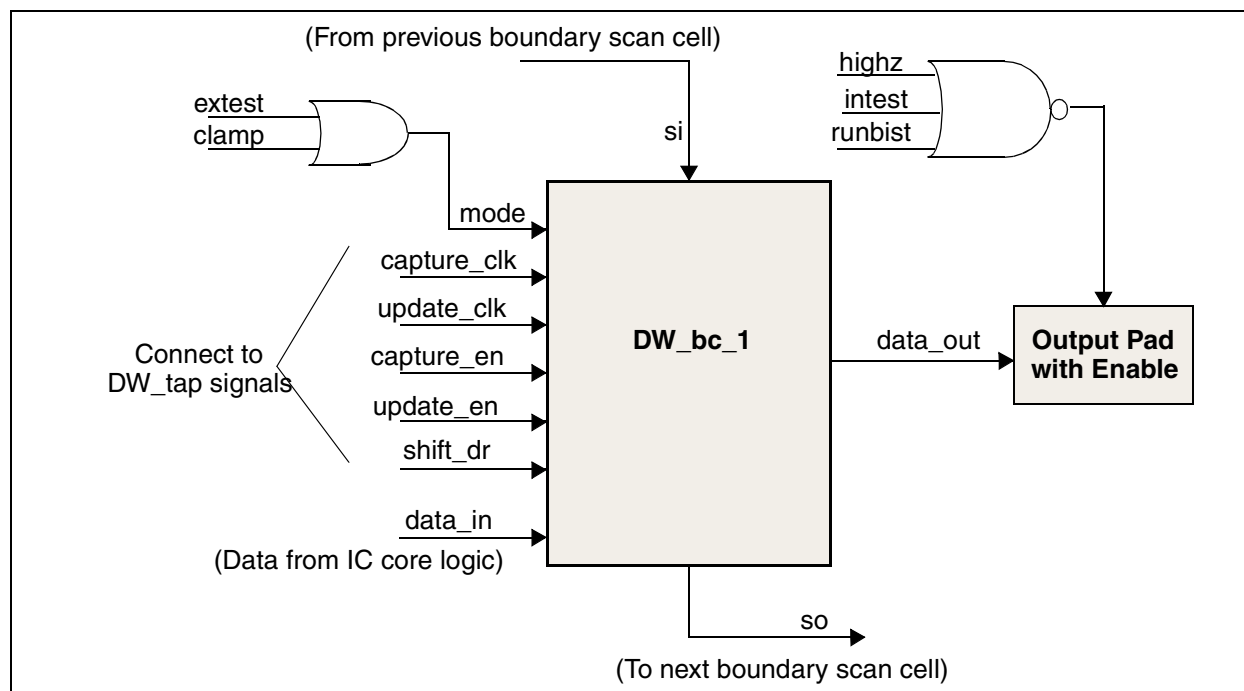 (From previous boundary scan cell)
highz
intest
runbist
extest
clamp
si
mode
capture_clk
update_clk
capture_en
update_en
shift_dr
Connect to
DW_tap signals
data_in
(Data from IC core logic)
DW_bc_1
data_out
Output Pad
with Enable
so
(To next boundary scan cell)